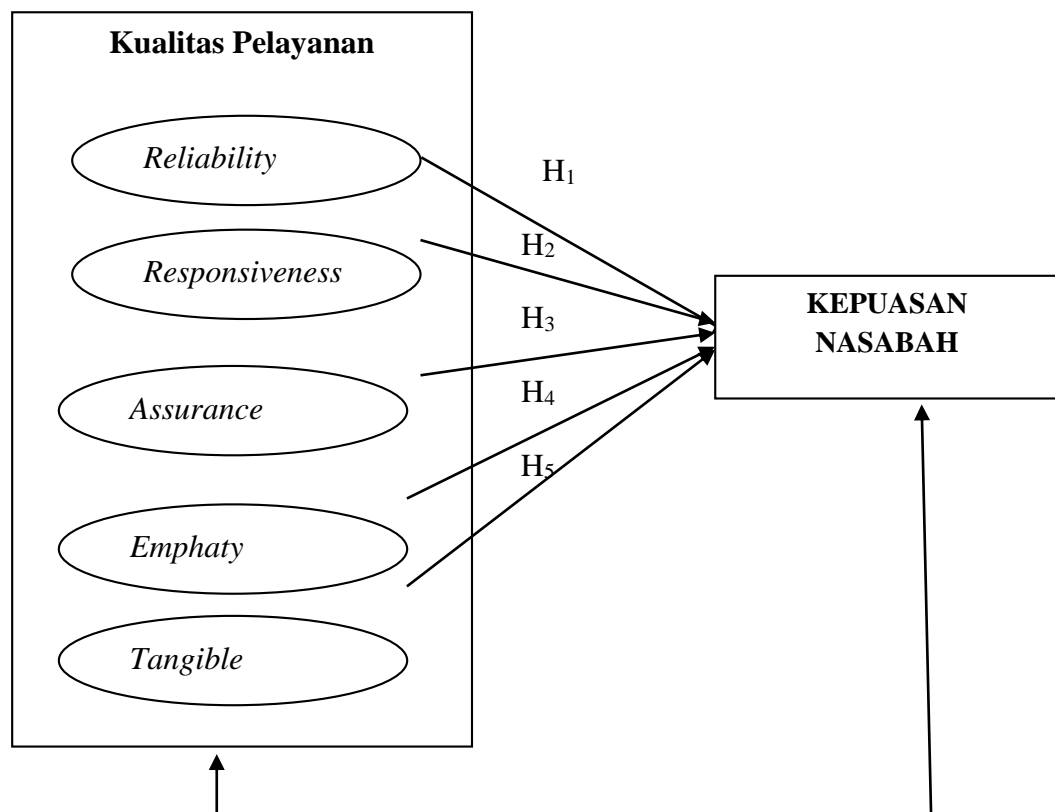 Kualitas Pelayanan
Reliability
H₁
Responsiveness
H₂
KEPUASAN
NASABAH
H₃
Assurance
H₄
H₅
Emphaty
Tangible